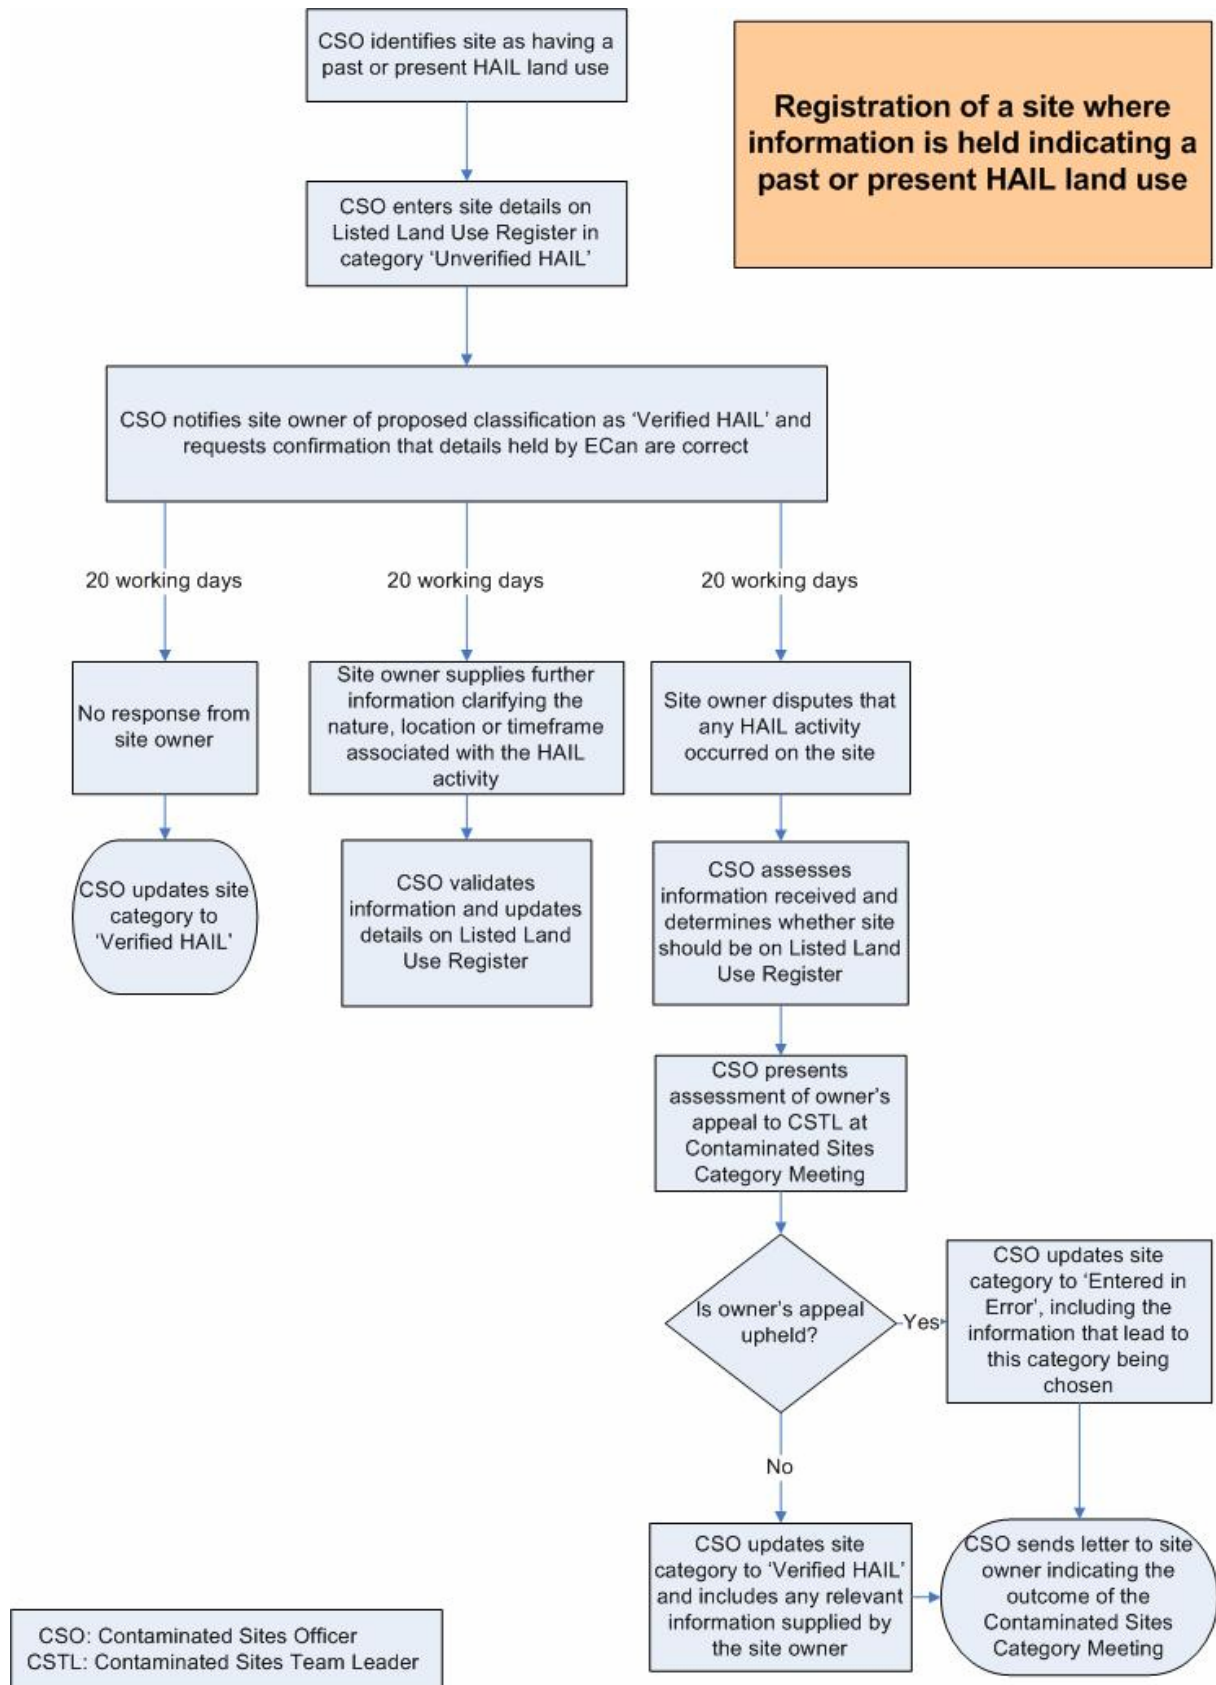 CSO identifies site as having a
past or present HAIL land use
Registration of a site where
information is held indicating a
past or present HAIL land use
CSO enters site details on
Listed Land Use Register in
category ‘Unverified HAIL’
CSO notifies site owner of proposed classification as ‘Verified HAIL’ and
requests confirmation that details held by ECan are correct
20 working days
20 working days
20 working days
No response from
site owner
Site owner supplies further
information clarifying the
nature, location or timeframe
associated with the HAIL
activity
Site owner disputes that
any HAIL activity
occurred on the site
CSO updates site
category to
‘Verified HAIL’
CSO validates
information and updates
details on Listed Land
Use Register
CSO assesses
information received and
determines whether site
should be on Listed Land
Use Register
CSO presents
assessment of owner’s
appeal to CSTL at
Contaminated Sites
Category Meeting
Is owner’s appeal
upheld?
Yes
CSO updates site
category to ‘Entered in
Error’, including the
information that lead to
this category being
chosen
No
CSO updates site
category to ‘Verified HAIL’
and includes any relevant
information supplied by
the site owner
CSO sends letter to site
owner indicating the
outcome of the
Contaminated Sites
Category Meeting
CSO: Contaminated Sites Officer
CSTL: Contaminated Sites Team Leader